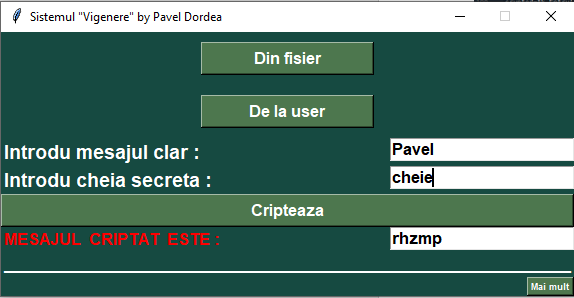 Sistemul "Vigenere" by Pavel Dordea
Din fisier
De la user
Introdu mesajul clar : Pavel
Introdu cheia secreta : cheie
Cripteaza
MESAJUL CRIPTAT ESTE : rhzmp
Mai mult